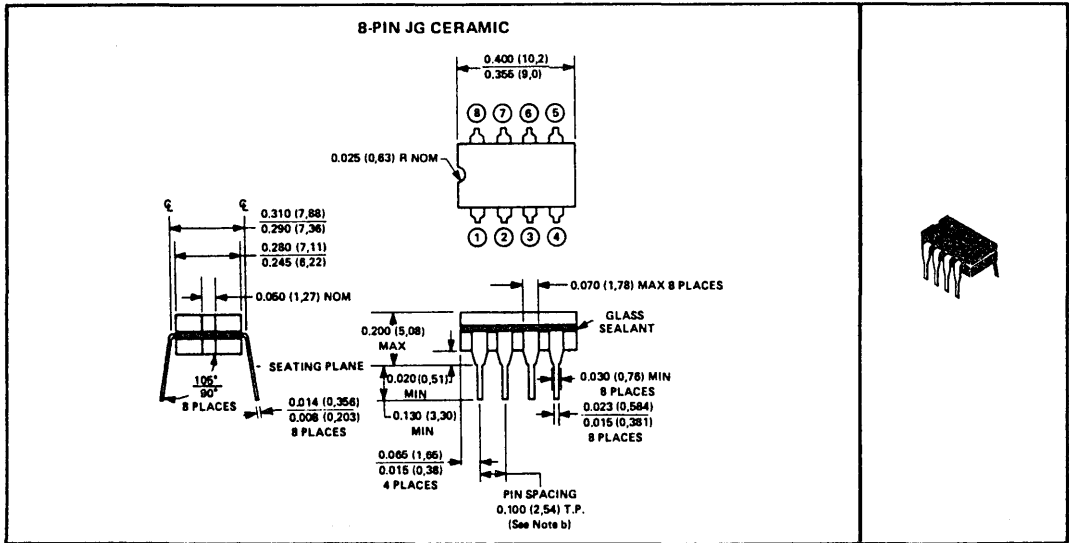 8-PIN JG CERAMIC
0.400 (10,2)
0.355 (9,0)
8 7 6 5
0.025 (0,63) R NOM
1 2 3 4
℄ ℄
0.310 (7,88)
0.290 (7,36)
0.280 (7,11)
0.245 (6,22)
0.050 (1,27) NOM
105°
90°
8 PLACES
0.014 (0,356)
0.008 (0,203)
8 PLACES
0.200 (5,08)
MAX
SEATING PLANE
0.020 (0,51)
MIN
0.130 (3,30)
MIN
0.070 (1,78) MAX 8 PLACES
GLASS
SEALANT
0.030 (0,76) MIN
8 PLACES
0.023 (0,584)
0.015 (0,381)
8 PLACES
0.065 (1,65)
0.015 (0,38)
4 PLACES
PIN SPACING
0.100 (2,54) T.P.
(See Note b)